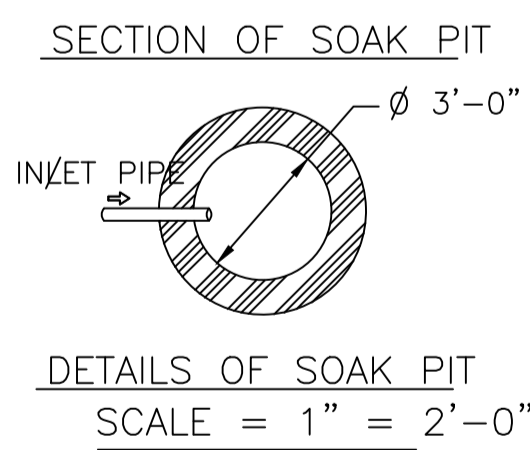 SECTION OF SOAK PIT
Ø 3'-0"
INLET PIPE
DETAILS OF SOAK PIT
SCALE = 1" = 2'-0"